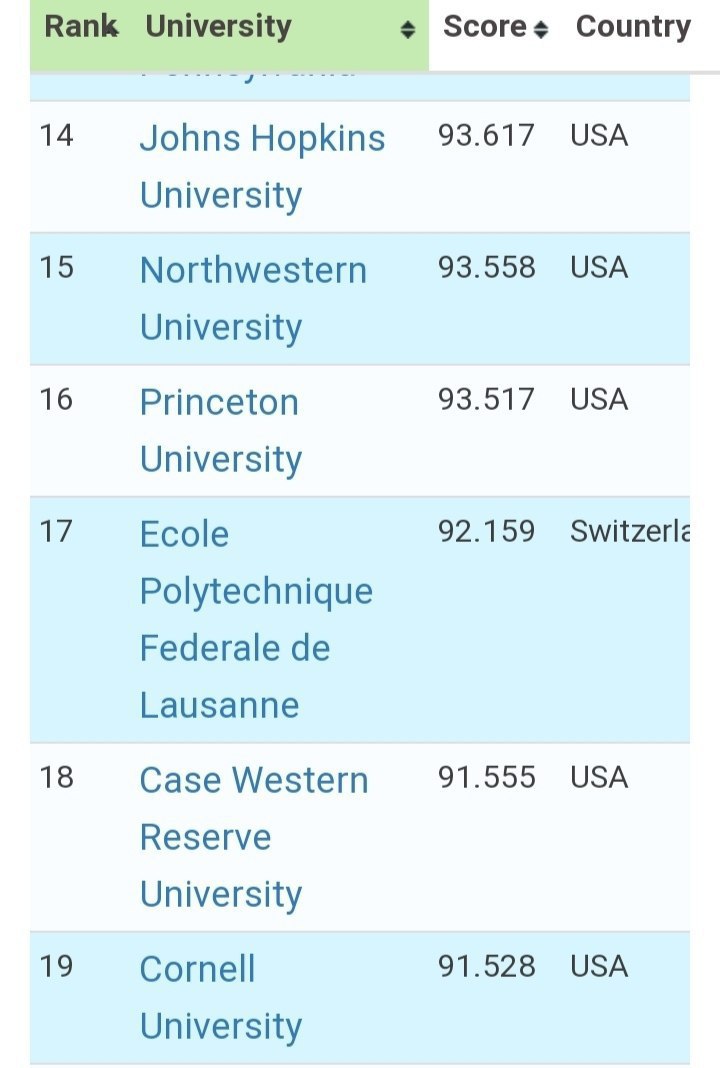 Rank University Score Country
14 Johns Hopkins 93.617 USA
University
15 Northwestern 93.558 USA
University
16 Princeton 93.517 USA
University
17 Ecole 92.159 Switzerla
Polytechnique
Federale de
Lausanne
18 Case Western 91.555 USA
Reserve
University
19 Cornell 91.528 USA
University